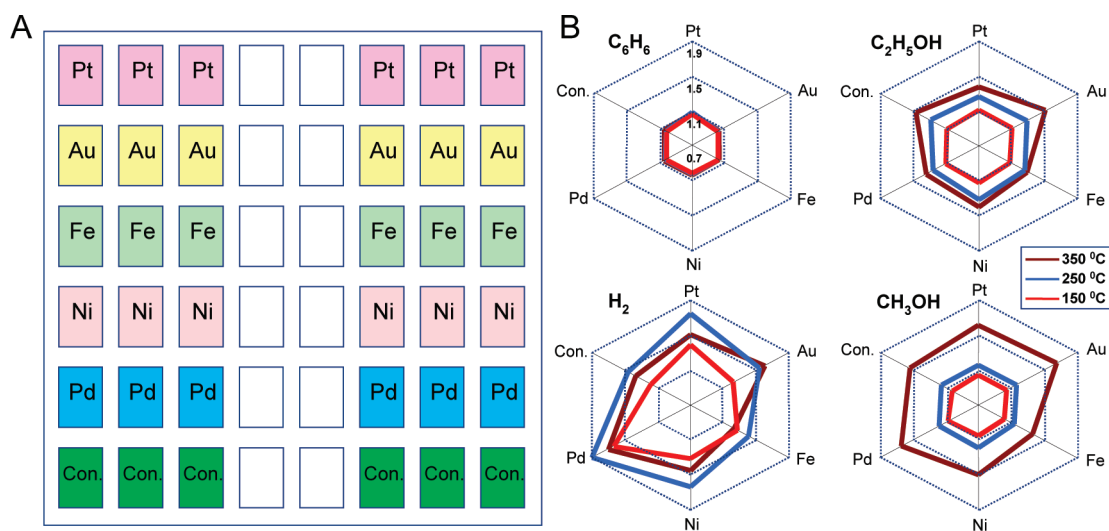 A
Pt Pt Pt Pt Pt Pt
Au Au Au Au Au Au
Fe Fe Fe Fe Fe Fe
Ni Ni Ni Ni Ni Ni
Pd Pd Pd Pd Pd Pd
Con. Con. Con. Con. Con. Con.
B
C₆H₆
Pt
1.9
1.5
1.1
0.7
Au
Fe
Ni
Pd
Con.
C₂H₅OH
Pt
Au
Fe
Ni
Pd
Con.
350 ⁰C
250 ⁰C
150 ⁰C
H₂
Pt
Au
Fe
Ni
Pd
Con.
CH₃OH
Pt
Au
Fe
Ni
Pd
Con.